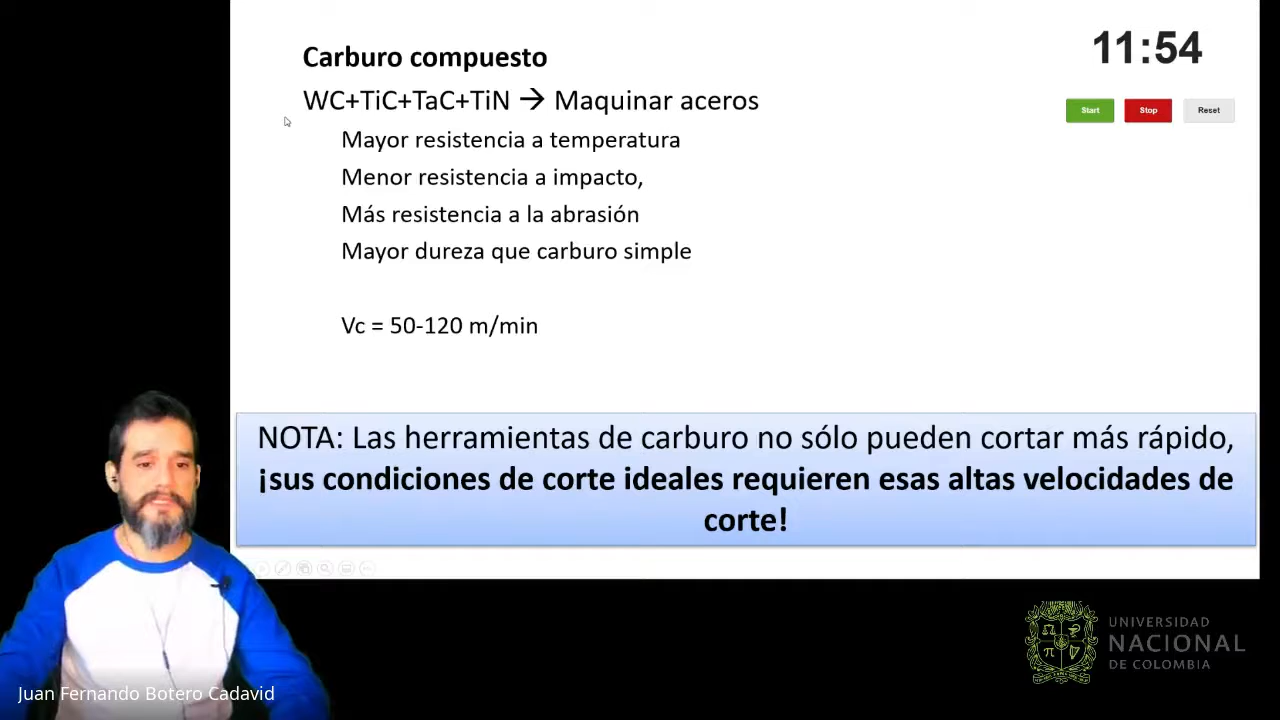 Carburo compuesto
WC+TiC+TaC+TiN → Maquinar aceros
Mayor resistencia a temperatura
Menor resistencia a impacto,
Más resistencia a la abrasión
Mayor dureza que carburo simple
Vc = 50-120 m/min
11:54
Start Stop Reset
NOTA: Las herramientas de carburo no sólo pueden cortar más rápido,
¡sus condiciones de corte ideales requieren esas altas velocidades de
corte!
UNIVERSIDAD
NACIONAL
DE COLOMBIA
Juan Fernando Botero Cadavid